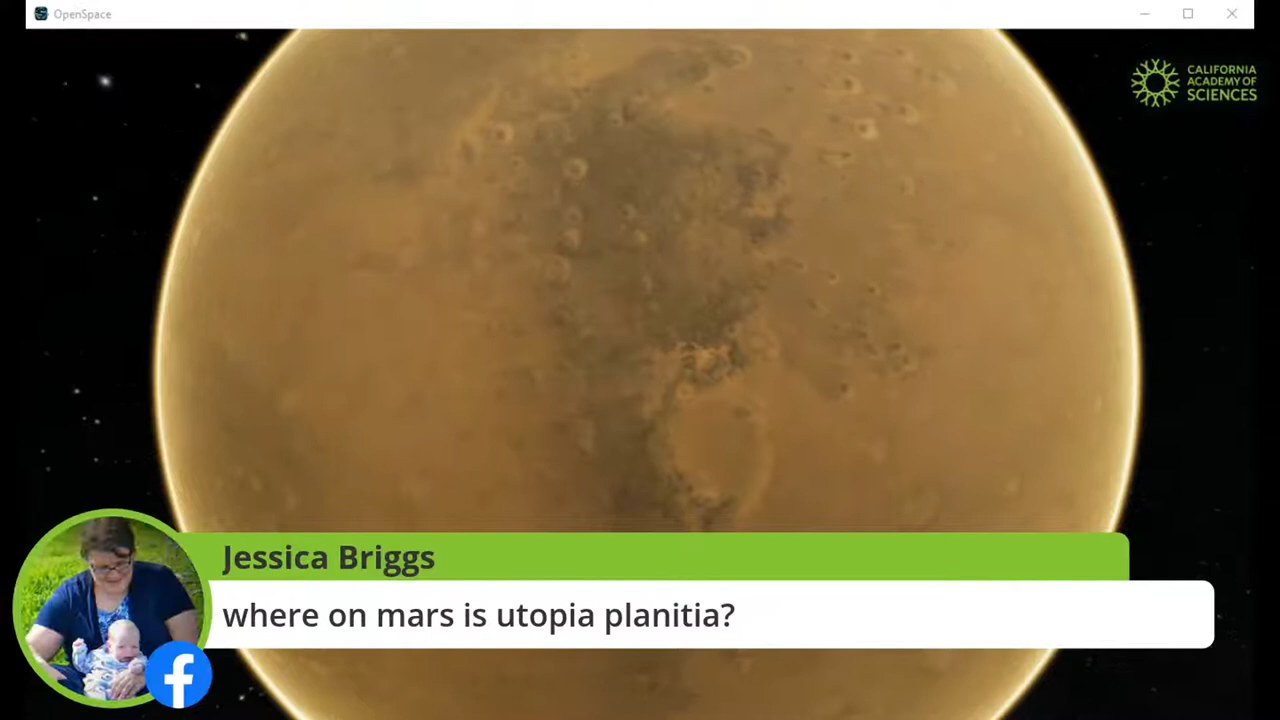 OpenSpace
CALIFORNIA
ACADEMY OF
SCIENCES
Jessica Briggs
where on mars is utopia planitia?